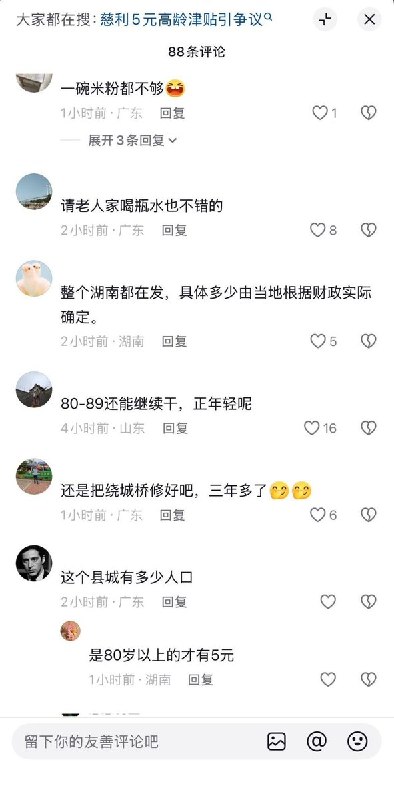 大家都在搜：慈利5元高龄津贴引争议
88条评论
一碗米粉都不够
1小时前·广东 回复
1
展开3条回复
请老人家喝瓶水也不错的
2小时前·广东 回复
8
整个湖南都在发，具体多少由当地根据财政实际
确定。
2小时前·湖南 回复
5
80-89还能继续干，正年轻呢
4小时前·山东 回复
16
还是把绕城桥修好吧，三年多了
1小时前·广东 回复
6
这个县城有多少人口
2小时前·广东 回复
是80岁以上的才有5元
1小时前·湖南 回复
留下你的友善评论吧